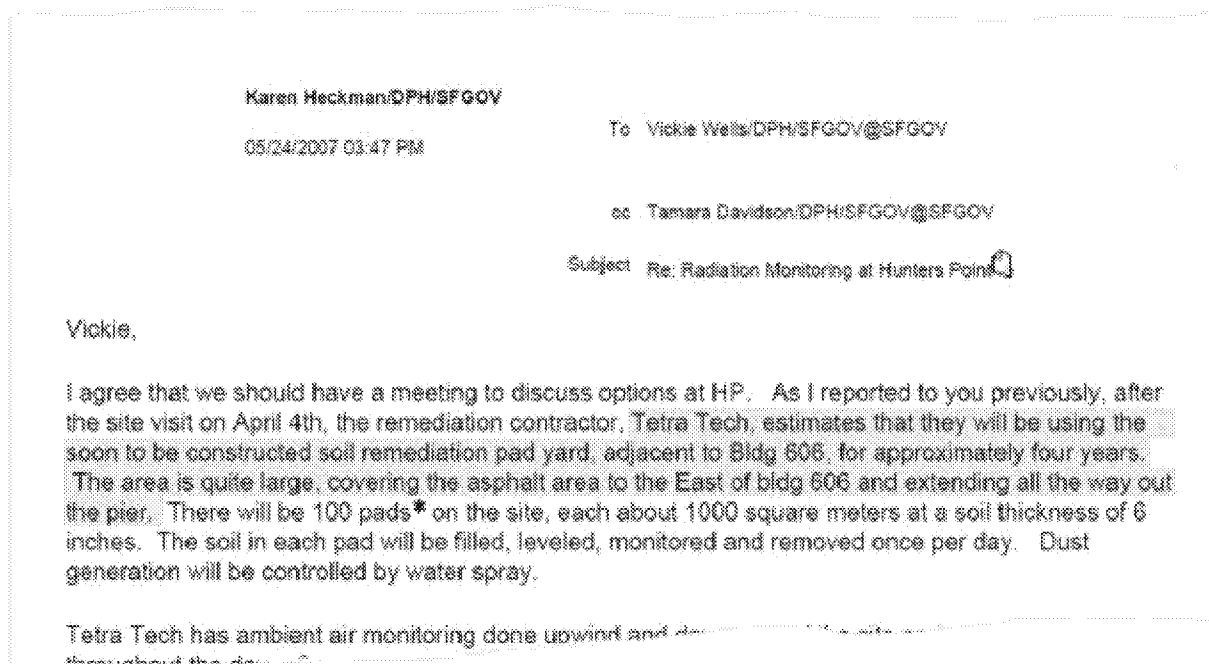 Karen Heckman/DPH/SFGOV
05/24/2007 03:47 PM
To Vickie Wells/DPH/SFGOV@SFGOV
cc Tamara Davidson/DPH/SFGOV@SFGOV
Subject Re: Radiation Monitoring at Hunters Point
Vickie,
I agree that we should have a meeting to discuss options at HP. As I reported to you previously, after
the site visit on April 4th, the remediation contractor, Tetra Tech, estimates that they will be using the
soon to be constructed soil remediation pad yard, adjacent to Bldg 606, for approximately four years.
The area is quite large, covering the asphalt area to the East of bldg 606 and extending all the way out
the pier. There will be 100 pads* on the site, each about 1000 square meters at a soil thickness of 6
inches. The soil in each pad will be filled, leveled, monitored and removed once per day. Dust
generation will be controlled by water spray.
Tetra Tech has ambient air monitoring done upwind and
throughout the day